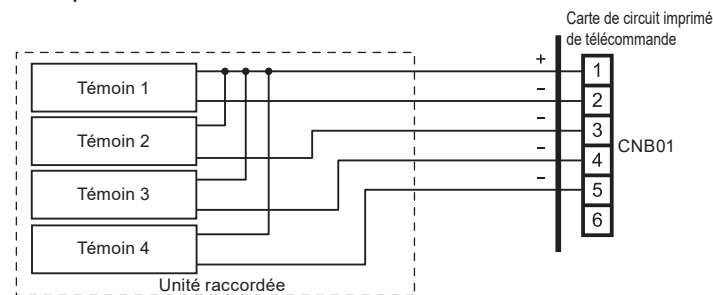 Carte de circuit imprimé
de télécommande
+
–
–
–
–
1
2
3
4
5
6
CNB01
Témoin 1
Témoin 2
Témoin 3
Témoin 4
Unité raccordée